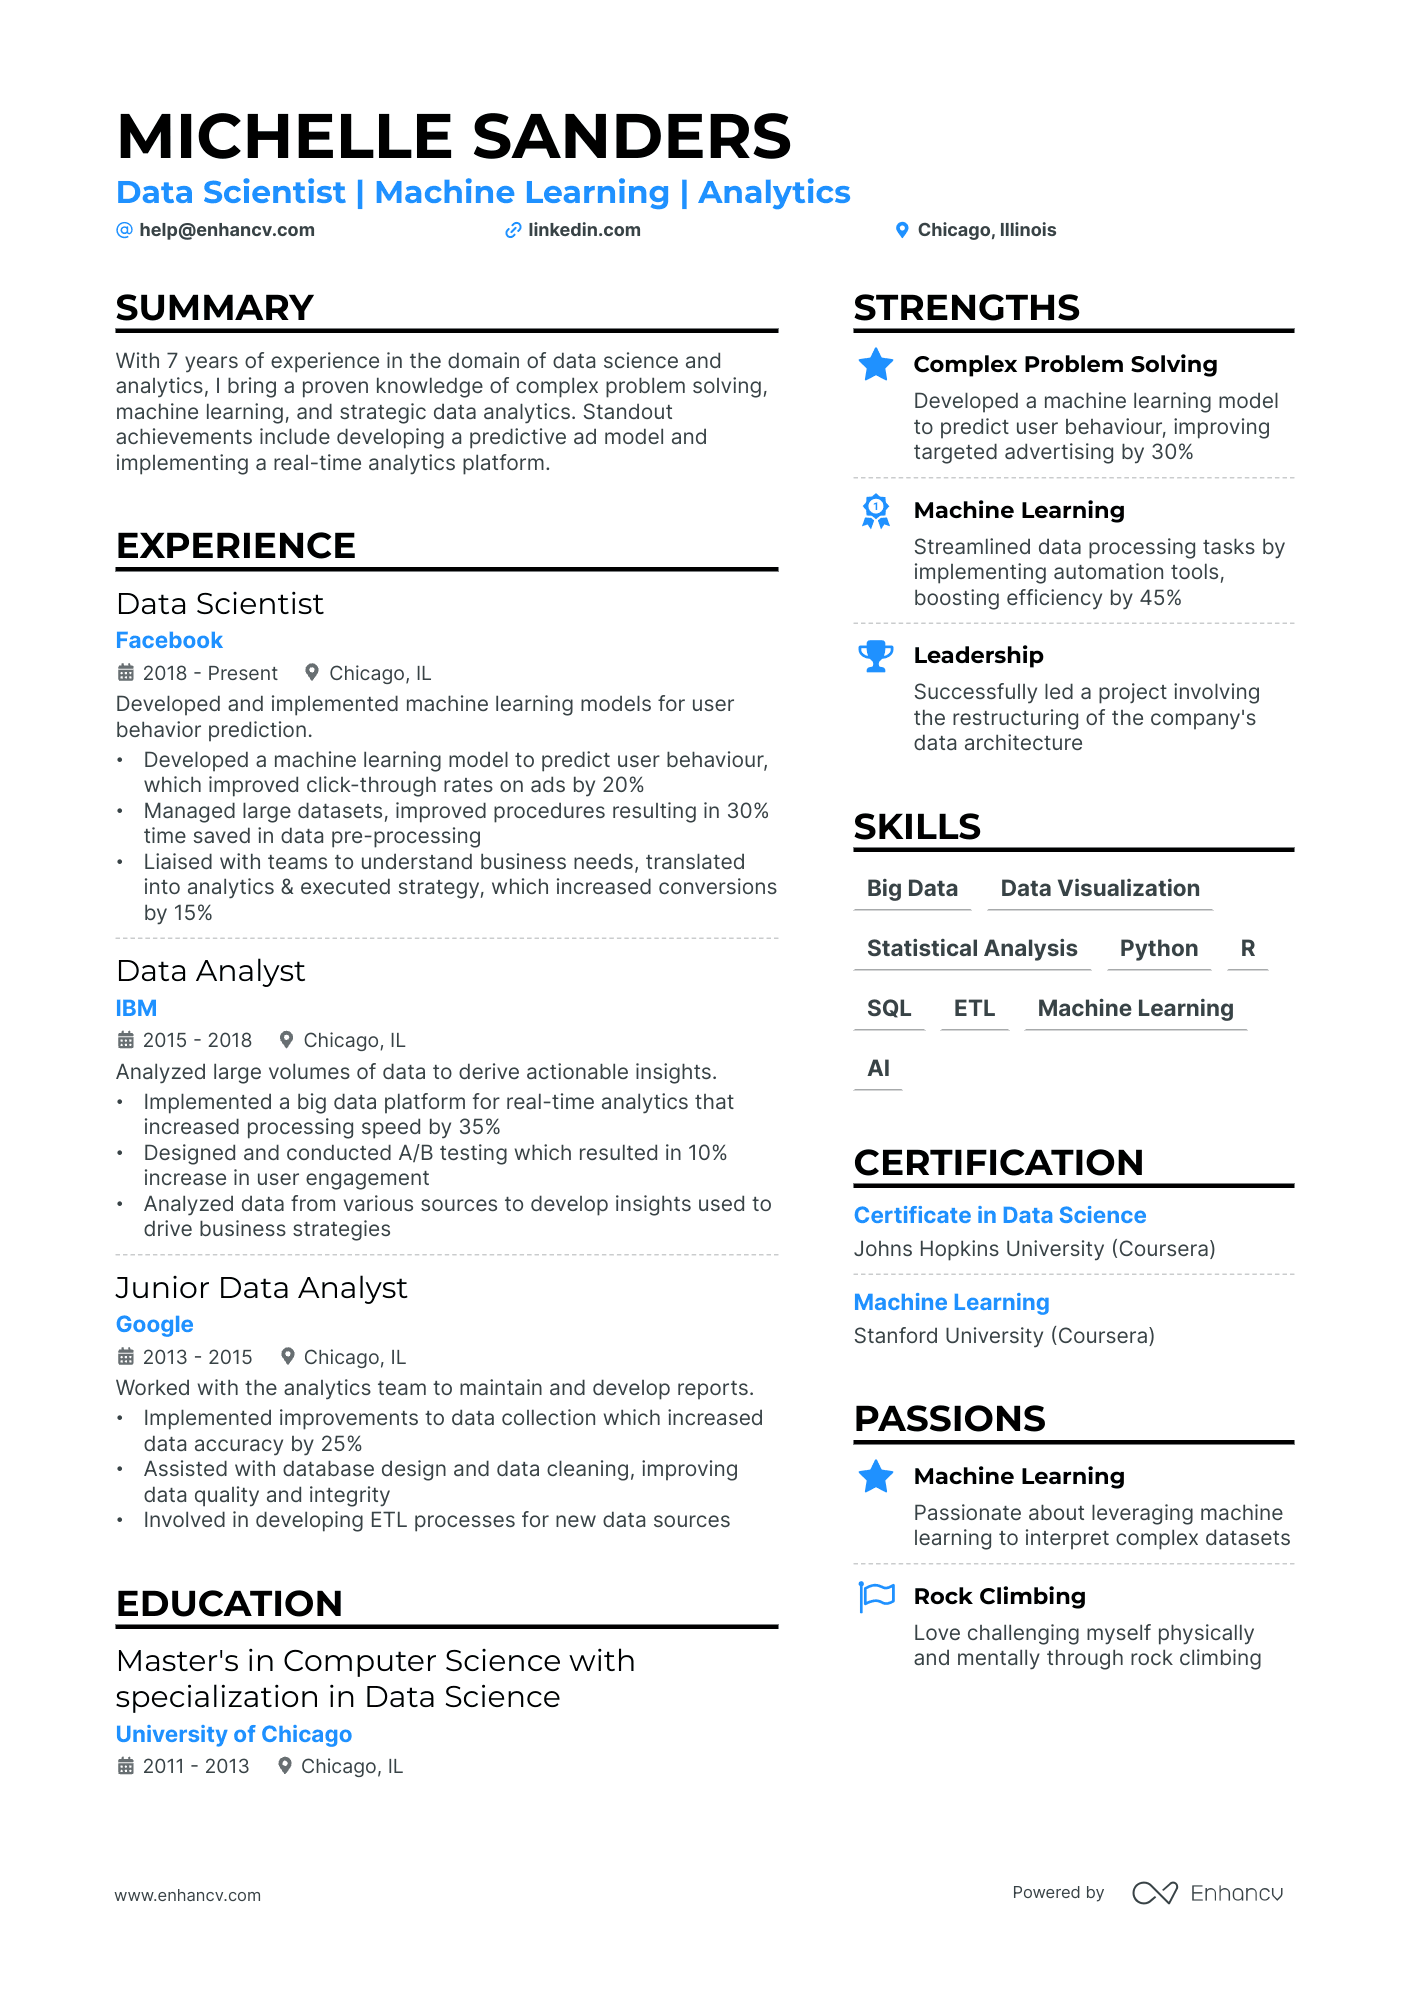 MICHELLE SANDERS
Data Scientist | Machine Learning | Analytics
help@enhancv.com
linkedin.com
Chicago, Illinois
SUMMARY
With 7 years of experience in the domain of data science and
analytics, I bring a proven knowledge of complex problem solving,
machine learning, and strategic data analytics. Standout
achievements include developing a predictive ad model and
implementing a real-time analytics platform.
EXPERIENCE
Data Scientist
Facebook
2018 - Present Chicago, IL
Developed and implemented machine learning models for user
behavior prediction.
• Developed a machine learning model to predict user behaviour,
which improved click-through rates on ads by 20%
• Managed large datasets, improved procedures resulting in 30%
time saved in data pre-processing
• Liaised with teams to understand business needs, translated
into analytics & executed strategy, which increased conversions
by 15%
Data Analyst
IBM
2015 - 2018 Chicago, IL
Analyzed large volumes of data to derive actionable insights.
• Implemented a big data platform for real-time analytics that
increased processing speed by 35%
• Designed and conducted A/B testing which resulted in 10%
increase in user engagement
• Analyzed data from various sources to develop insights used to
drive business strategies
Junior Data Analyst
Google
2013 - 2015 Chicago, IL
Worked with the analytics team to maintain and develop reports.
• Implemented improvements to data collection which increased
data accuracy by 25%
• Assisted with database design and data cleaning, improving
data quality and integrity
• Involved in developing ETL processes for new data sources
EDUCATION
Master's in Computer Science with
specialization in Data Science
University of Chicago
2011 - 2013 Chicago, IL
STRENGTHS
Complex Problem Solving
Developed a machine learning model
to predict user behaviour, improving
targeted advertising by 30%
1
Machine Learning
Streamlined data processing tasks by
implementing automation tools,
boosting efficiency by 45%
Leadership
Successfully led a project involving
the restructuring of the company's
data architecture
SKILLS
Big Data Data Visualization
Statistical Analysis Python R
SQL ETL Machine Learning
AI
CERTIFICATION
Certificate in Data Science
Johns Hopkins University (Coursera)
Machine Learning
Stanford University (Coursera)
PASSIONS
Machine Learning
Passionate about leveraging machine
learning to interpret complex datasets
Rock Climbing
Love challenging myself physically
and mentally through rock climbing
www.enhancv.com
Powered by Enhancv